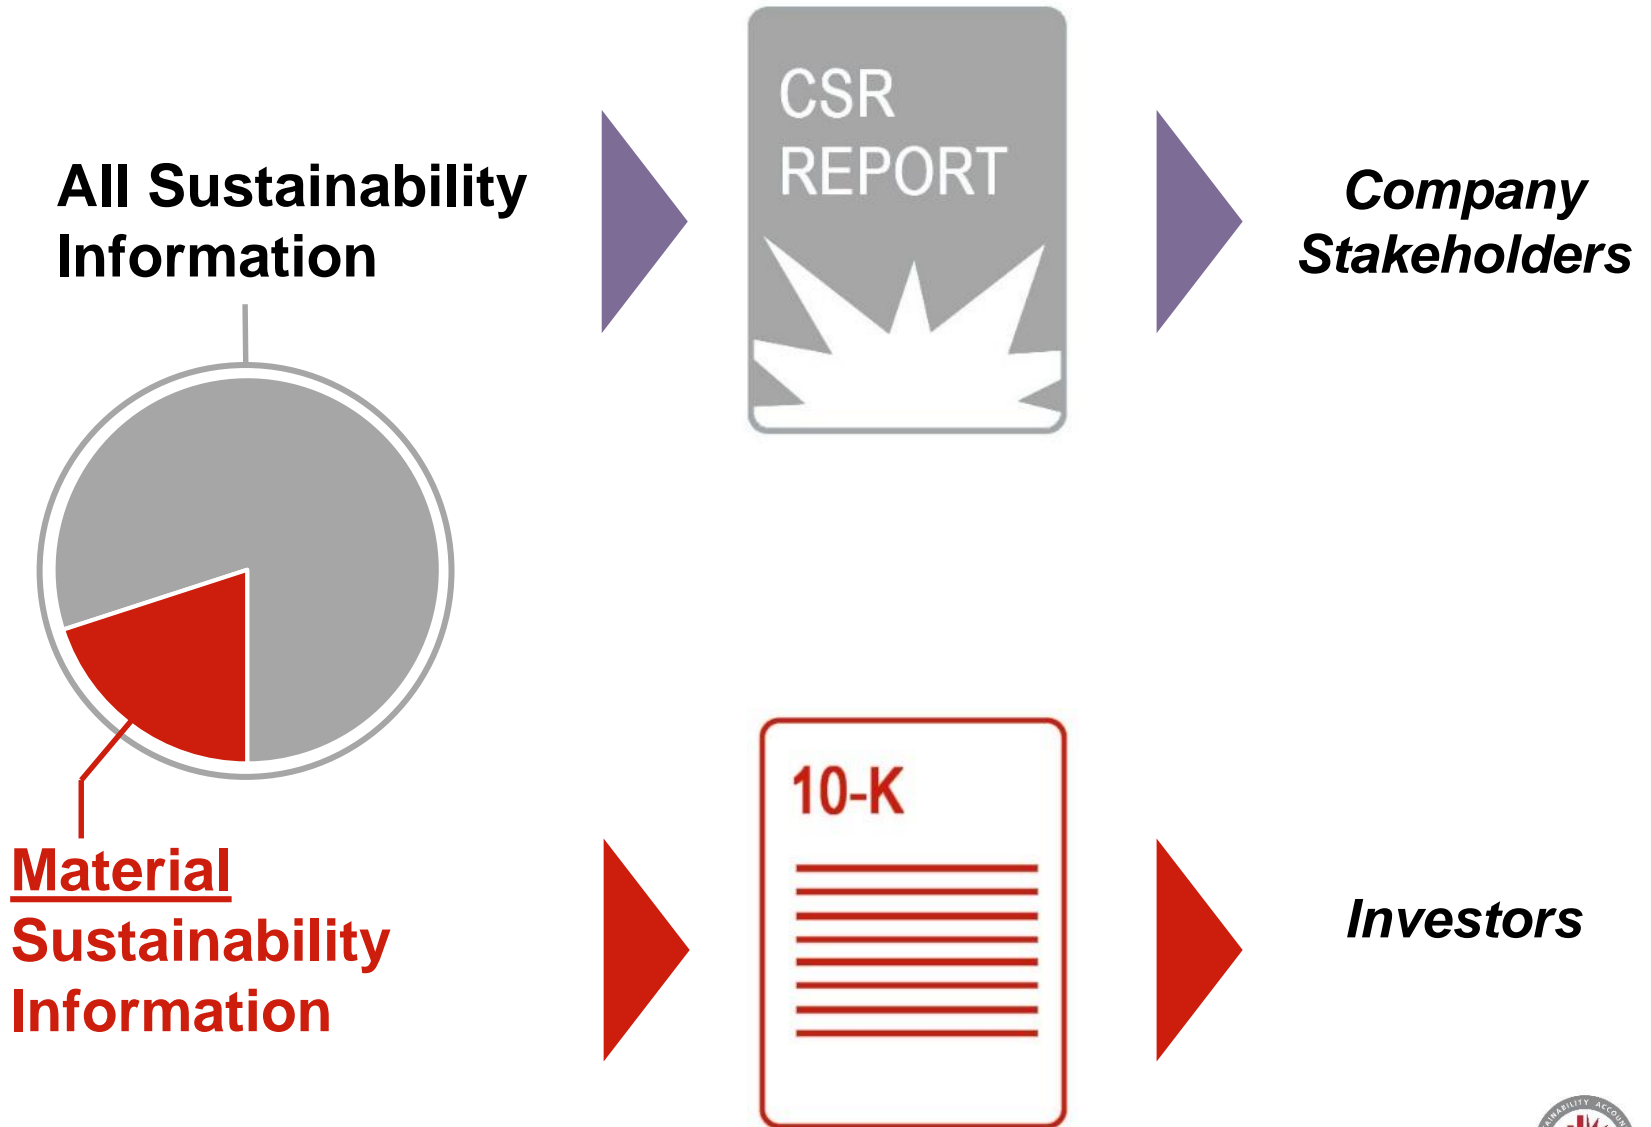 All Sustainability
Information
CSR
REPORT
Company
Stakeholders
Material
Sustainability
Information
10-K
Investors